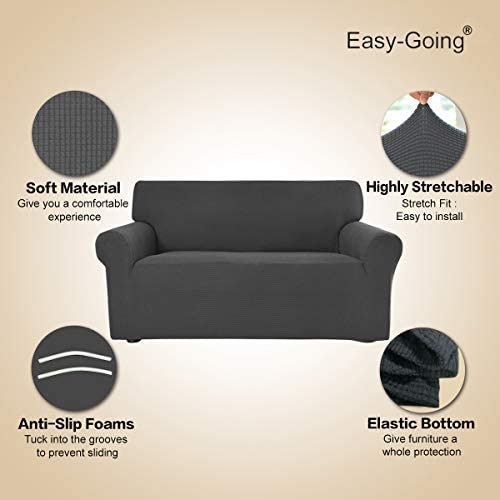 Easy-Going®
Soft Material
Give you a comfortable
experience
Highly Stretchable
Stretch Fit :
Easy to install
Anti-Slip Foams
Tuck into the grooves
to prevent sliding
Elastic Bottom
Give furniture a
whole protection